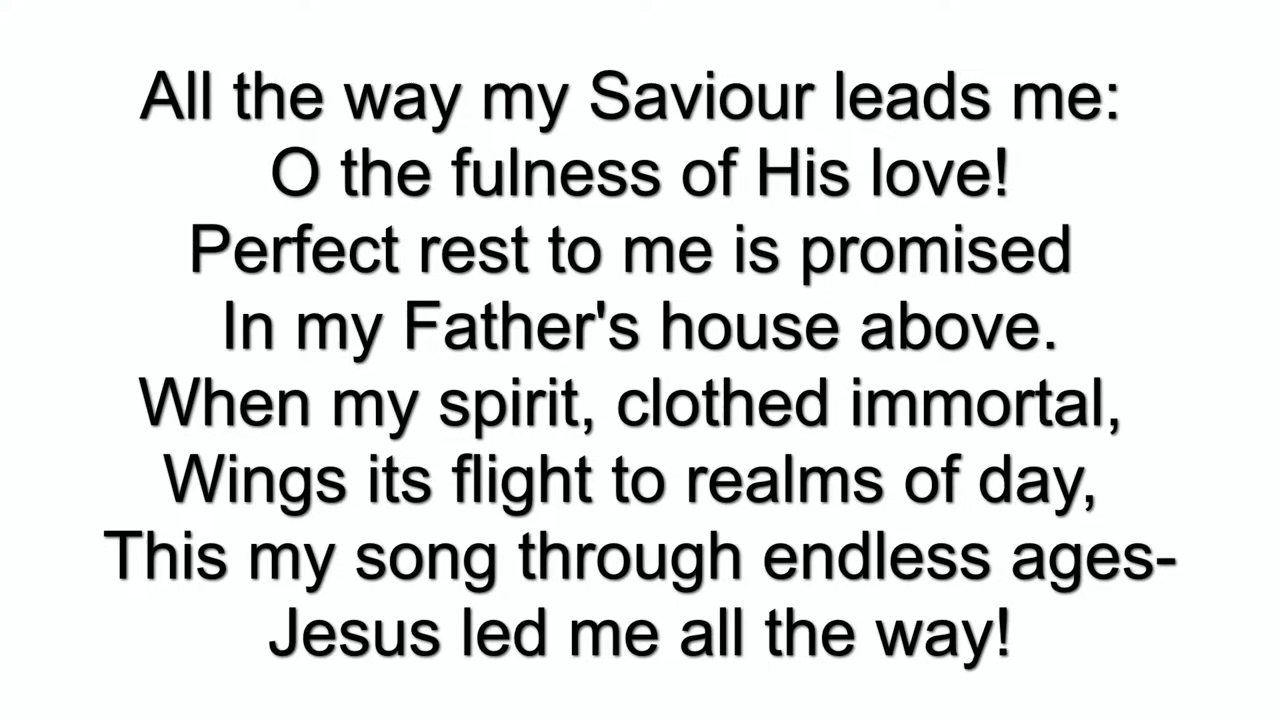 All the way my Saviour leads me:
O the fulness of His love!
Perfect rest to me is promised
In my Father's house above.
When my spirit, clothed immortal,
Wings its flight to realms of day,
This my song through endless ages-
Jesus led me all the way!